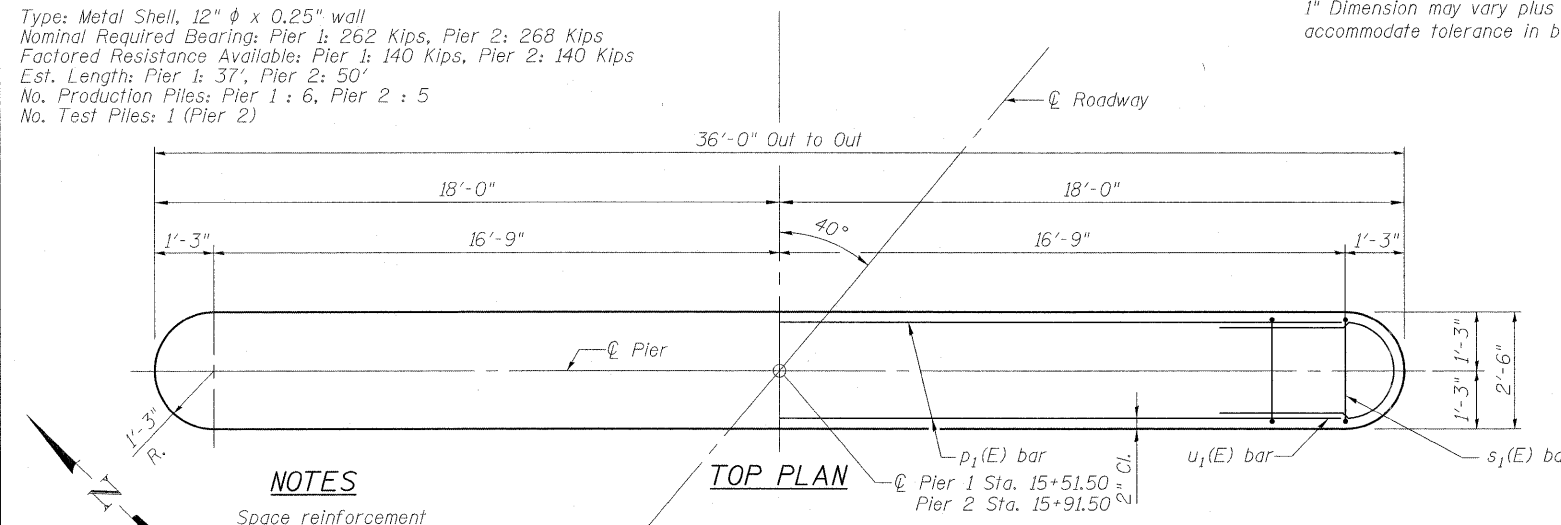 Type: Metal Shell, 12" ϕ x 0.25" wall
Nominal Required Bearing: Pier 1: 262 Kips, Pier 2: 268 Kips
Factored Resistance Available: Pier 1: 140 Kips, Pier 2: 140 Kips
Est. Length: Pier 1: 37', Pier 2: 50'
No. Production Piles: Pier 1 : 6, Pier 2 : 5
No. Test Piles: 1 (Pier 2)
1" Dimension may vary plus
accommodate tolerance in b
℄ Roadway
36'-0" Out to Out
18'-0"
18'-0"
1'-3"
16'-9"
40°
16'-9"
1'-3"
℄ Pier
1'-3"
1'-3"
2'-6"
1'-3"
R.
N
p₁(E) bar
u₁(E) bar
s₁(E) ba
2" Cl.
NOTES
TOP PLAN
℄ Pier 1 Sta. 15+51.50
Pier 2 Sta. 15+91.50
Space reinforcement